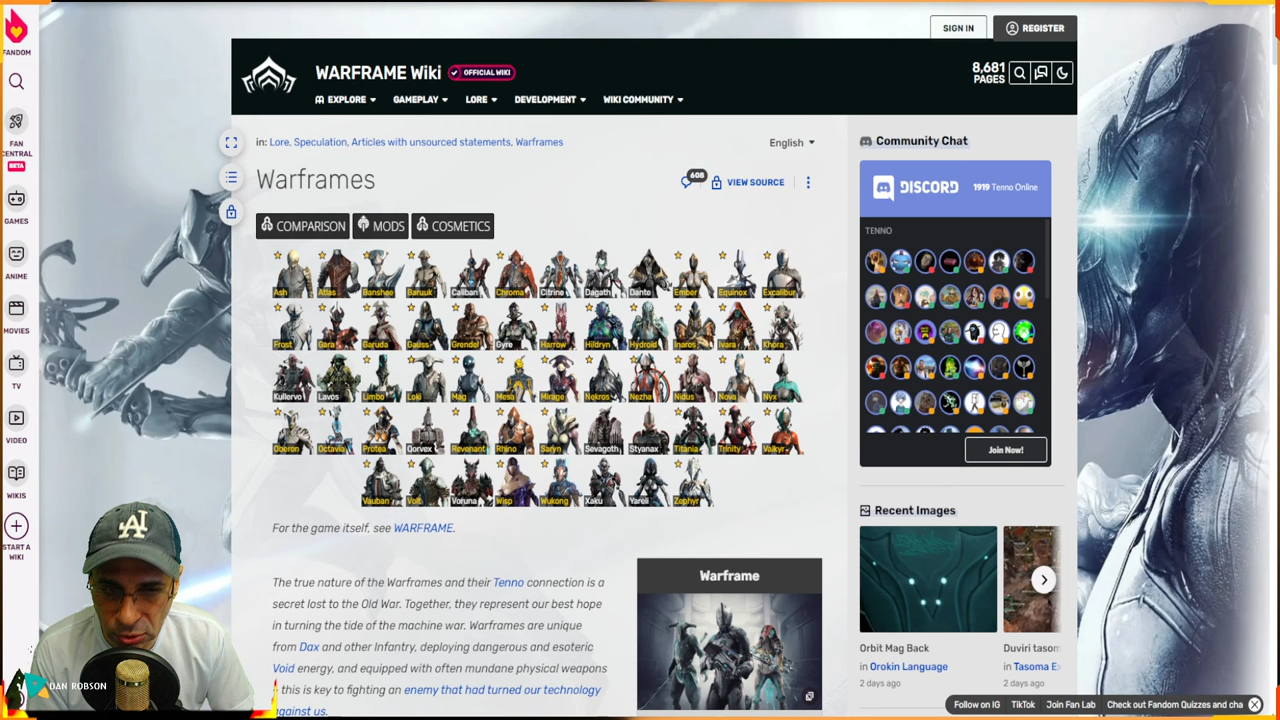 FANDOM
FAN
CENTRAL
BETA
GAMES
ANIME
MOVIES
TV
VIDEO
WIKIS
START A
WIKI
SIGN IN
REGISTER
WARFRAME Wiki
OFFICIAL WIKI
8,681
PAGES
EXPLORE
GAMEPLAY
LORE
DEVELOPMENT
WIKI COMMUNITY
in: Lore, Speculation, Articles with unsourced statements, Warframes
English
Warframes
608
VIEW SOURCE
COMPARISON
MODS
COSMETICS
Ash Atlas Banshee Baruuk Caliban Chroma Citrine Dagath Dante Ember Equinox Excalibur
Frost Gara Garuda Gauss Grendel Gyre Harrow Hildryn Hydroid Inaros Ivara Khora
Kullervo Lavos Limbo Loki Mag Mesa Mirage Nekros Nezha Nidus Nova Nyx
Oberon Octavia Protea Qorvex Revenant Rhino Saryn Sevagoth Styanax Titania Trinity Valkyr
Vauban Volt Voruna Wisp Wukong Xaku Yareli Zephyr
For the game itself, see WARFRAME.
The true nature of the Warframes and their Tenno connection is a
secret lost to the Old War. Together, they represent our best hope
in turning the tide of the machine war. Warframes are unique
from Dax and other Infantry, deploying dangerous and esoteric
Void energy, and equipped with often mundane physical weapons
this is key to fighting an enemy that had turned our technology
against us.
Warframe
Community Chat
DISCORD
1919 Tenno Online
TENNO
Join Now!
Recent Images
Orbit Mag Back
in Orokin Language
2 days ago
Duviri tasom
in Tasoma Ex
2 days ago
Follow on IG
TikTok
Join Fan Lab
Check out Fandom Quizzes and cha
AI
DAN ROBSON